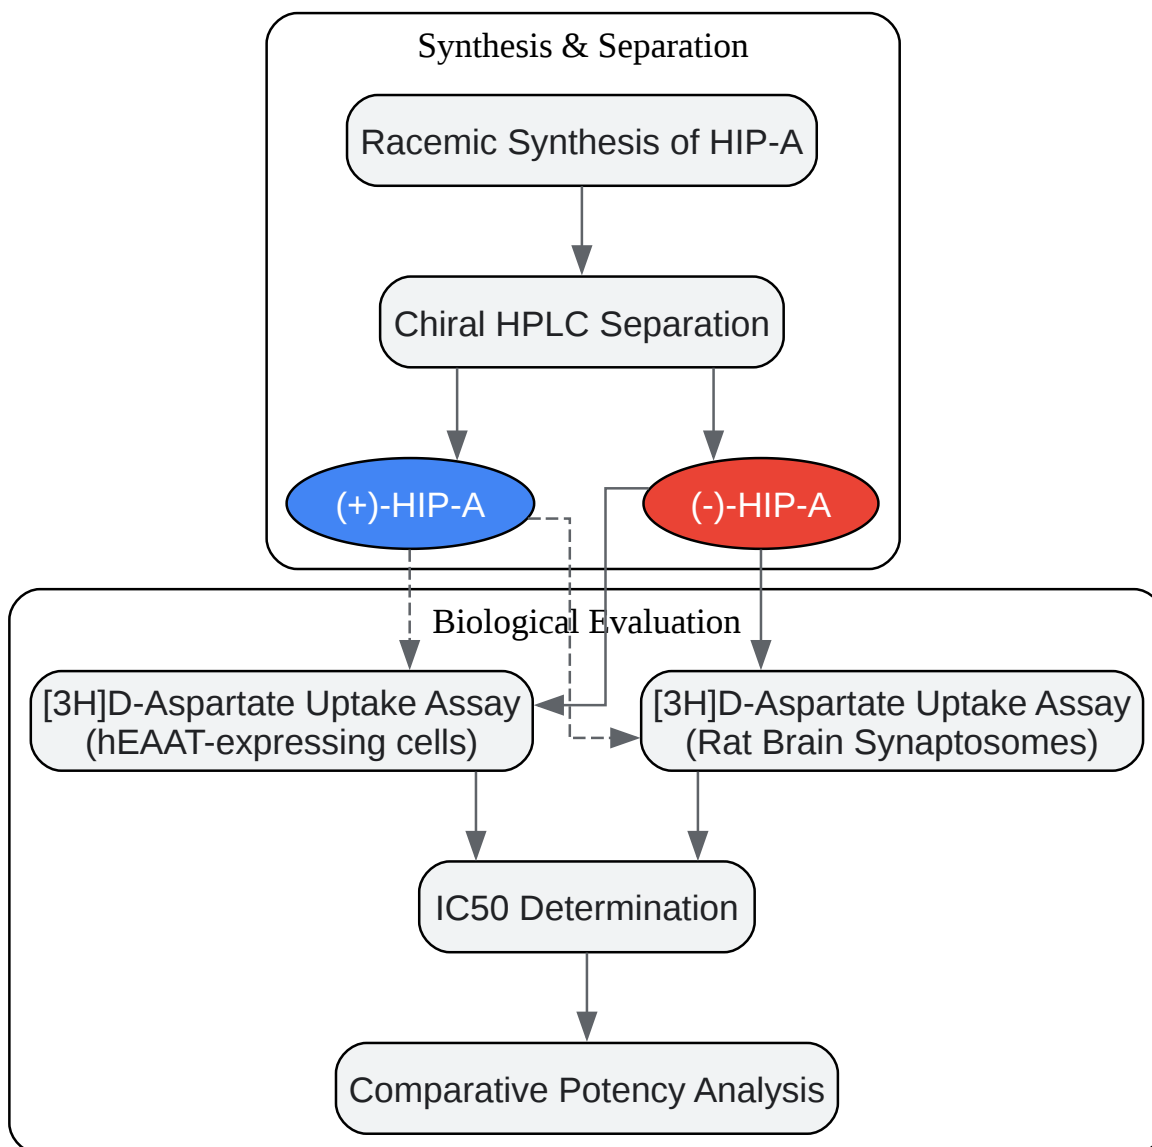 Synthesis & Separation
Racemic Synthesis of HIP-A
Chiral HPLC Separation
(+)-HIP-A
(-)-HIP-A
Biological Evaluation
[3H]D-Aspartate Uptake Assay
(hEAAT-expressing cells)
[3H]D-Aspartate Uptake Assay
(Rat Brain Synaptosomes)
IC50 Determination
Comparative Potency Analysis